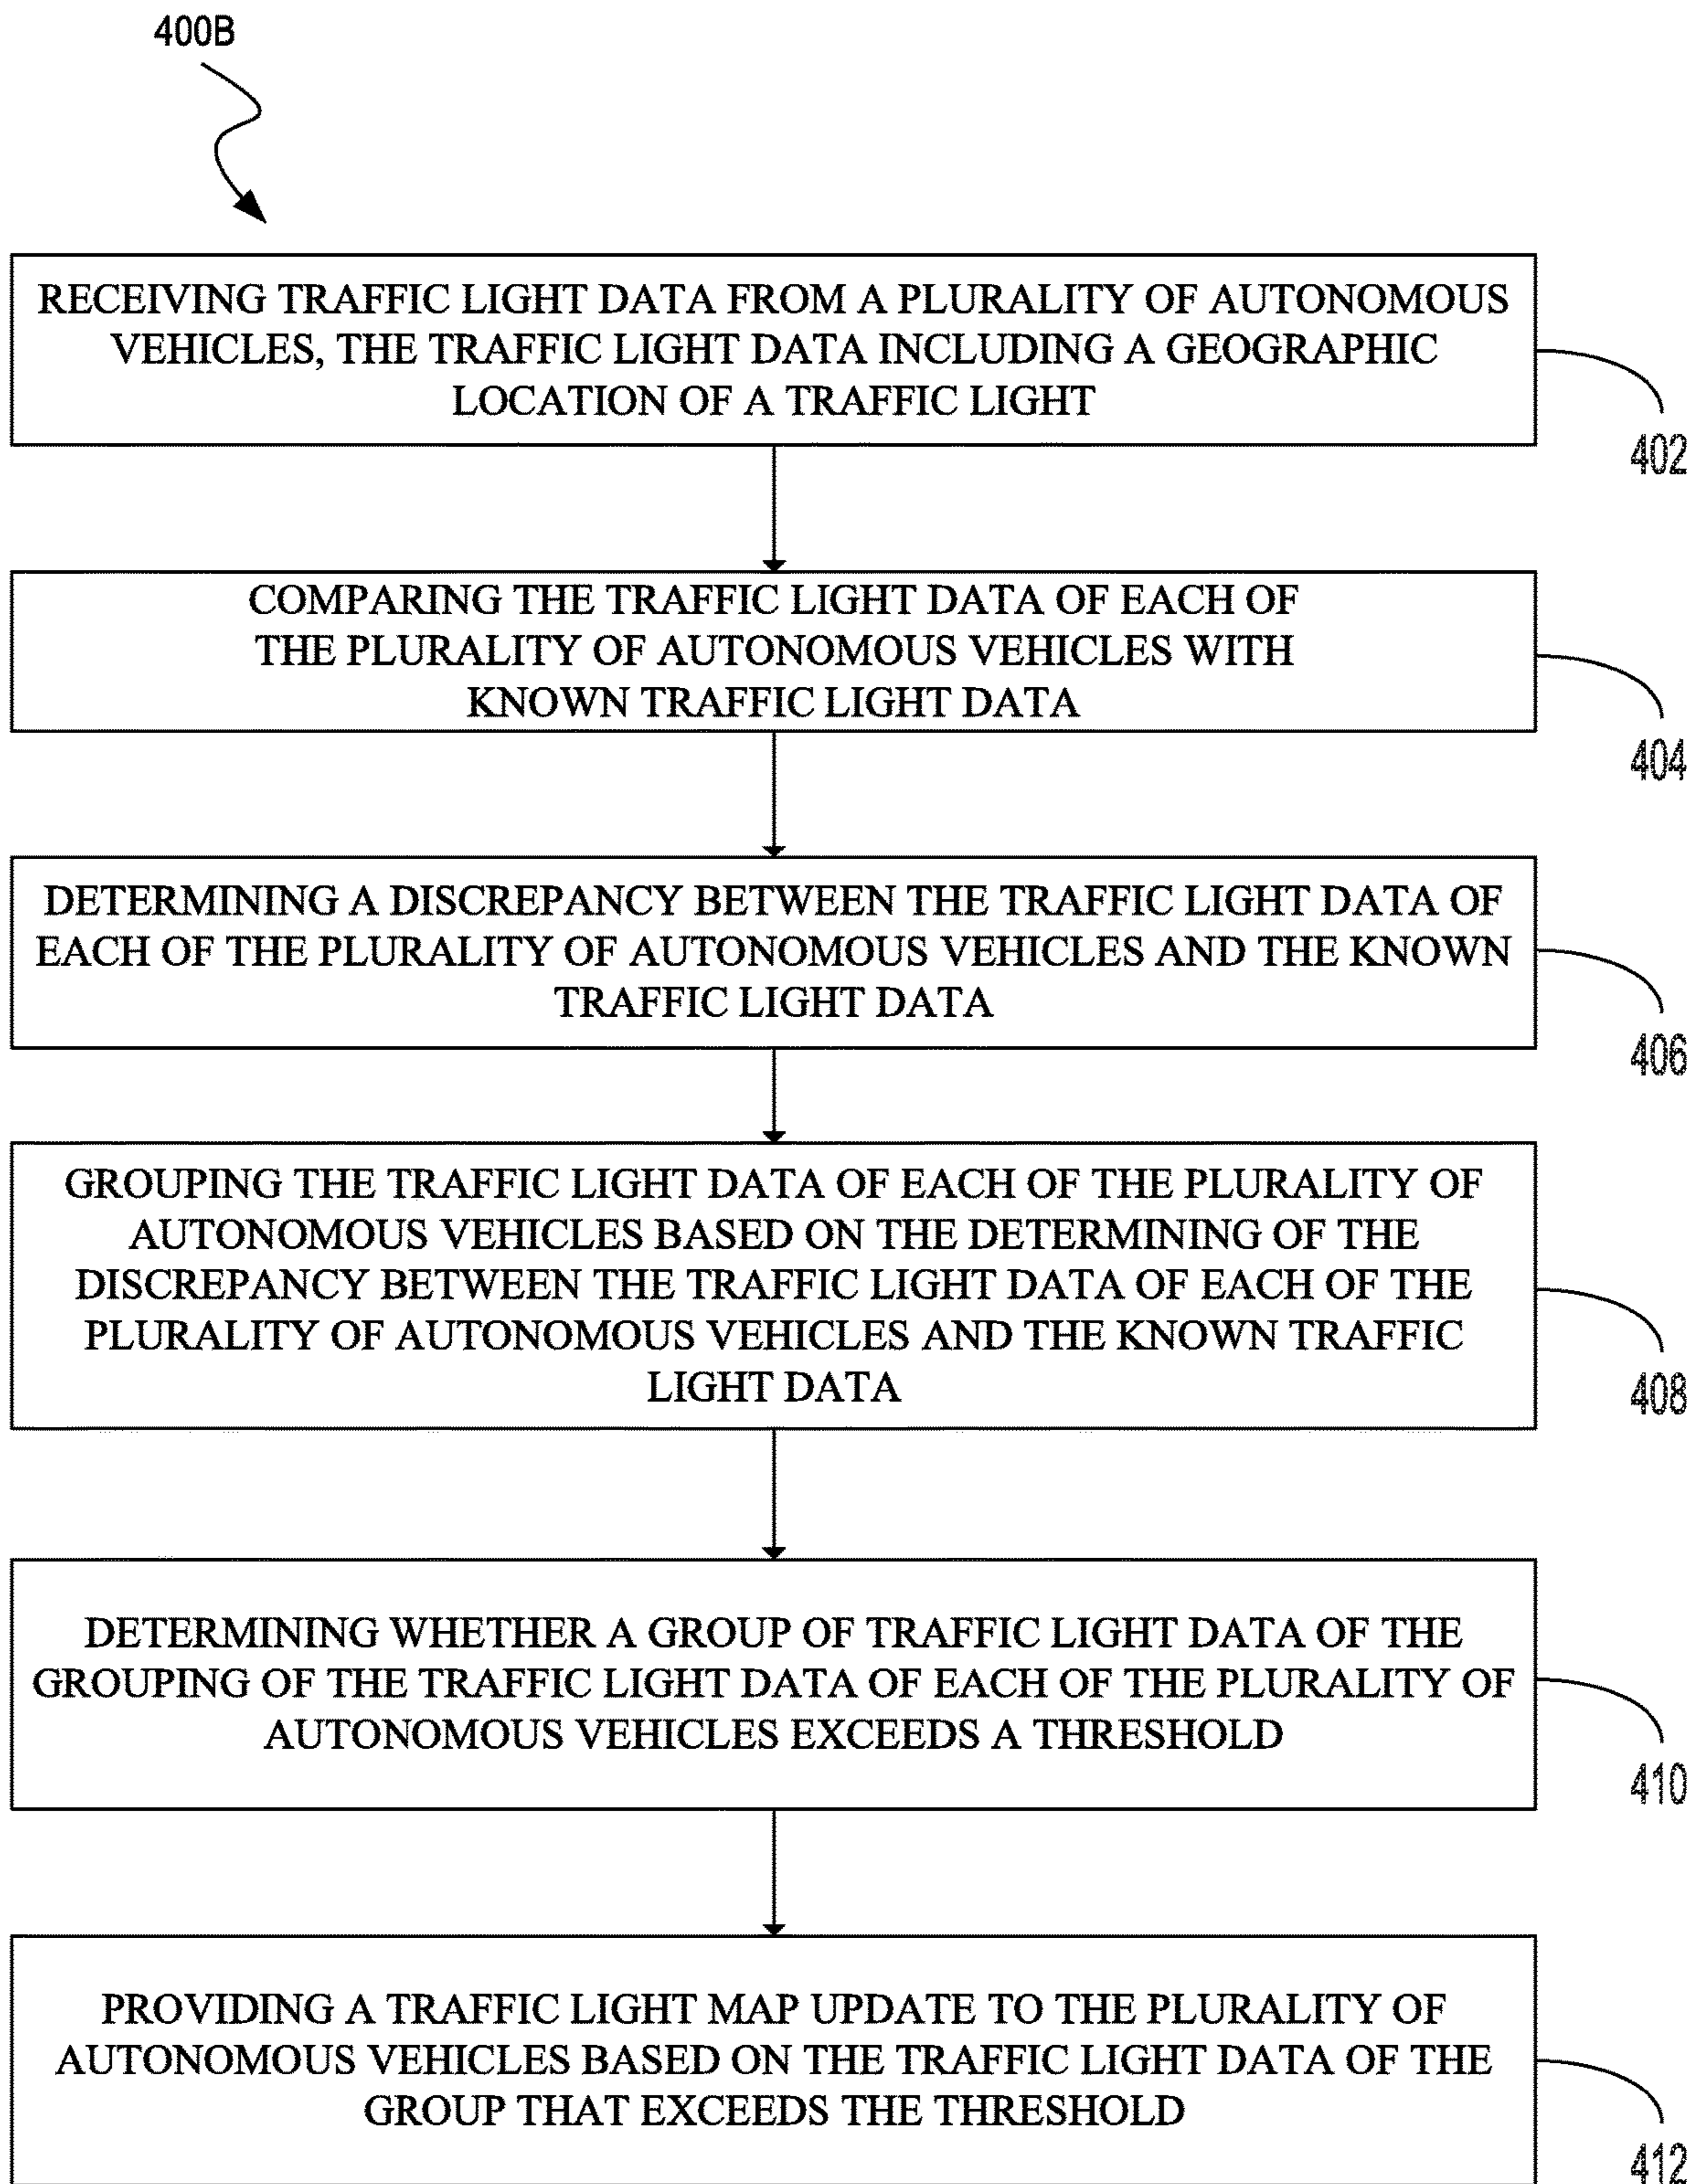 400B
RECEIVING TRAFFIC LIGHT DATA FROM A PLURALITY OF AUTONOMOUS
VEHICLES, THE TRAFFIC LIGHT DATA INCLUDING A GEOGRAPHIC
LOCATION OF A TRAFFIC LIGHT
402
COMPARING THE TRAFFIC LIGHT DATA OF EACH OF
THE PLURALITY OF AUTONOMOUS VEHICLES WITH
KNOWN TRAFFIC LIGHT DATA
404
DETERMINING A DISCREPANCY BETWEEN THE TRAFFIC LIGHT DATA OF
EACH OF THE PLURALITY OF AUTONOMOUS VEHICLES AND THE KNOWN
TRAFFIC LIGHT DATA
406
GROUPING THE TRAFFIC LIGHT DATA OF EACH OF THE PLURALITY OF
AUTONOMOUS VEHICLES BASED ON THE DETERMINING OF THE
DISCREPANCY BETWEEN THE TRAFFIC LIGHT DATA OF EACH OF THE
PLURALITY OF AUTONOMOUS VEHICLES AND THE KNOWN TRAFFIC
LIGHT DATA
408
DETERMINING WHETHER A GROUP OF TRAFFIC LIGHT DATA OF THE
GROUPING OF THE TRAFFIC LIGHT DATA OF EACH OF THE PLURALITY OF
AUTONOMOUS VEHICLES EXCEEDS A THRESHOLD
410
PROVIDING A TRAFFIC LIGHT MAP UPDATE TO THE PLURALITY OF
AUTONOMOUS VEHICLES BASED ON THE TRAFFIC LIGHT DATA OF THE
GROUP THAT EXCEEDS THE THRESHOLD
412